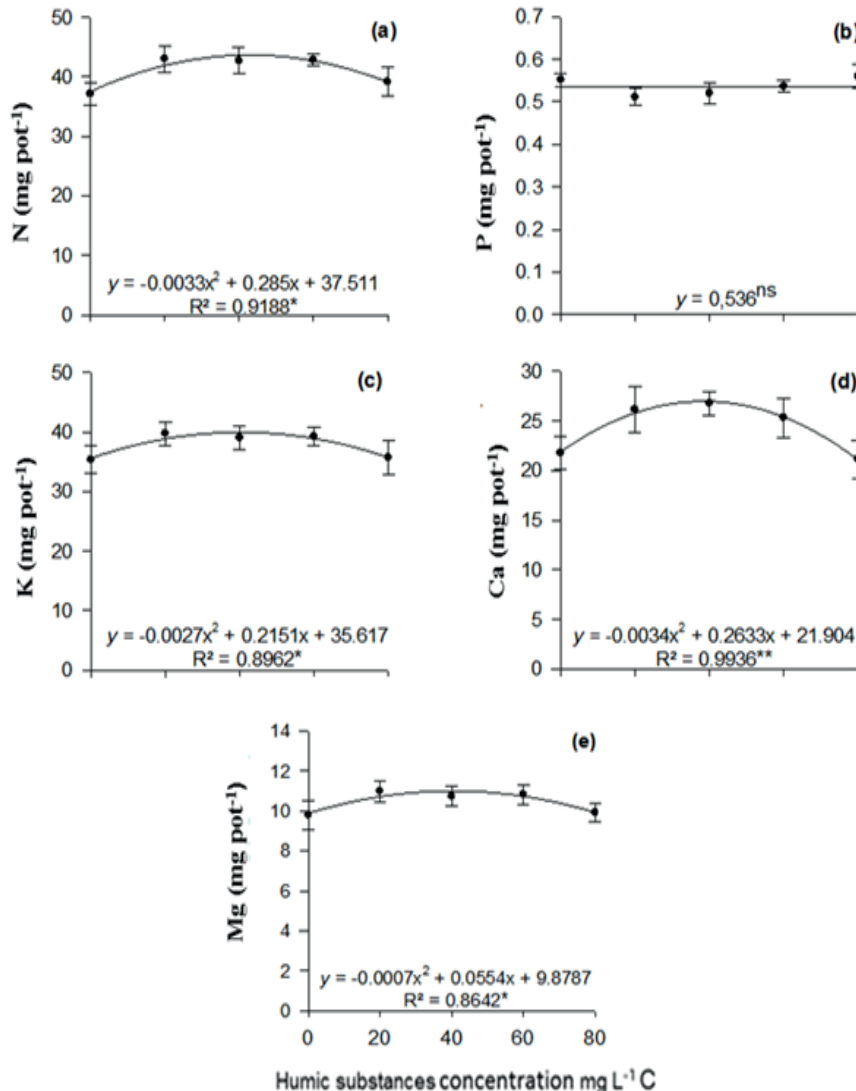 (a)
50
40
30
20
10
0
N (mg pot⁻¹)
y = -0.0033x² + 0.285x + 37.511
R² = 0.9188*
(b)
0.7
0.6
0.5
0.4
0.3
0.2
0.1
0.0
P (mg pot⁻¹)
y = 0,536ns
(c)
50
40
30
20
10
0
K (mg pot⁻¹)
y = -0.0027x² + 0.2151x + 35.617
R² = 0.8962*
(d)
30
25
20
15
10
5
0
Ca (mg pot⁻¹)
y = -0.0034x² + 0.2633x + 21.904
R² = 0.9936**
(e)
14
12
10
8
6
4
2
0
Mg (mg pot⁻¹)
y = -0.0007x² + 0.0554x + 9.8787
R² = 0.8642*
0 20 40 60 80
Humic substances concentration mg L⁻¹ C